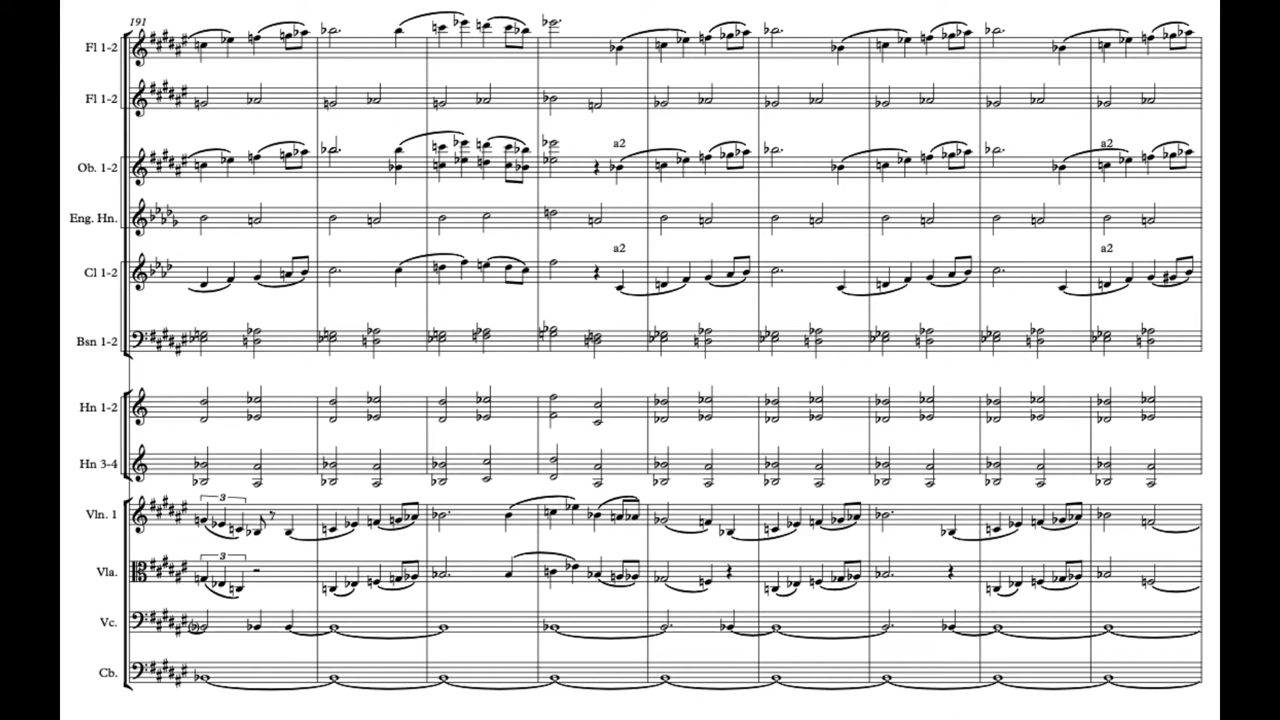 191
Fl 1-2
Fl 1-2
a2 a2
Ob. 1-2
Eng. Hn.
a2 a2
Cl 1-2
Bsn 1-2
Hn 1-2
Hn 3-4
3
Vln. 1
3
Vla.
Vc.
Cb.